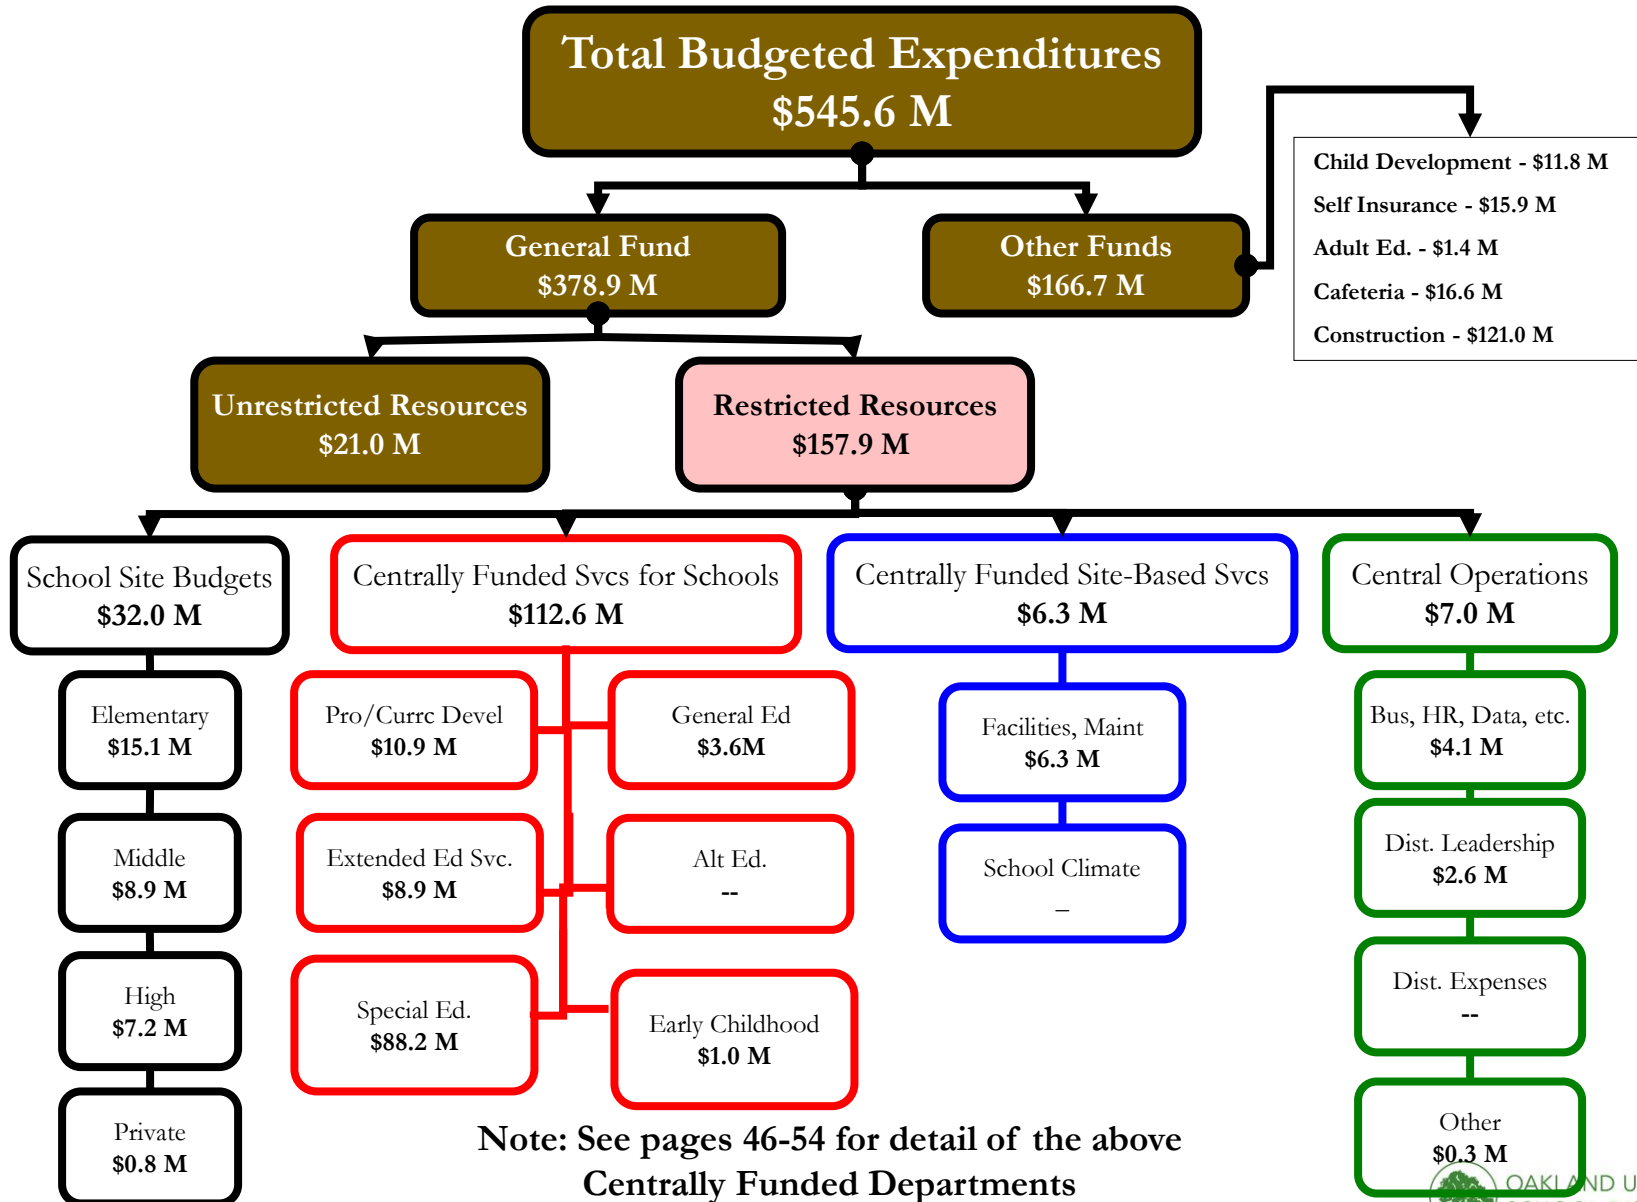 Total Budgeted Expenditures
$545.6 M
Child Development - $11.8 M
Self Insurance - $15.9 M
Adult Ed. - $1.4 M
Cafeteria - $16.6 M
Construction - $121.0 M
General Fund
$378.9 M
Other Funds
$166.7 M
Unrestricted Resources
$21.0 M
Restricted Resources
$157.9 M
School Site Budgets
$32.0 M
Centrally Funded Svcs for Schools
$112.6 M
Centrally Funded Site-Based Svcs
$6.3 M
Central Operations
$7.0 M
Elementary
$15.1 M
Middle
$8.9 M
High
$7.2 M
Private
$0.8 M
Pro/Currc Devel
$10.9 M
General Ed
$3.6M
Extended Ed Svc.
$8.9 M
Alt Ed.
--
Special Ed.
$88.2 M
Early Childhood
$1.0 M
Facilities, Maint
$6.3 M
School Climate
–
Bus, HR, Data, etc.
$4.1 M
Dist. Leadership
$2.6 M
Dist. Expenses
--
Other
$0.3 M
Note: See pages 46-54 for detail of the above
Centrally Funded Departments
OAKLAND U